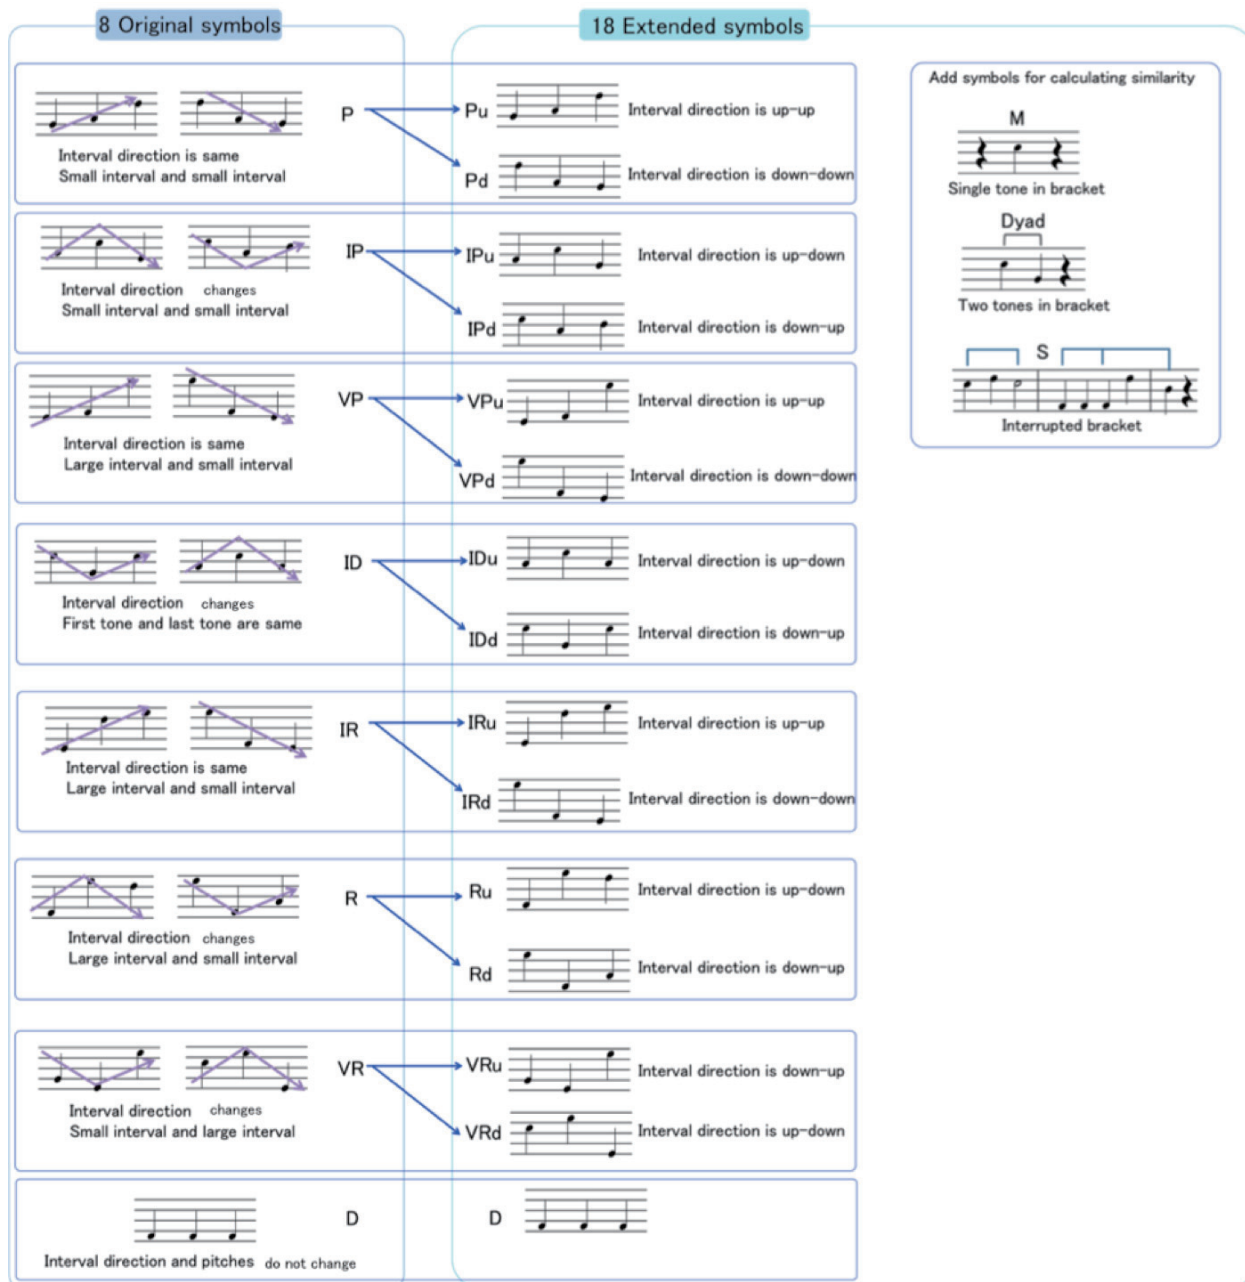 8 Original symbols
18 Extended symbols
P
Interval direction is same
Small interval and small interval
Pu
Interval direction is up-up
Pd
Interval direction is down-down
IP
Interval direction changes
Small interval and small interval
IPu
Interval direction is up-down
IPd
Interval direction is down-up
VP
Interval direction is same
Large interval and small interval
VPu
Interval direction is up-up
VPd
Interval direction is down-down
ID
Interval direction changes
First tone and last tone are same
IDu
Interval direction is up-down
IDd
Interval direction is down-up
IR
Interval direction is same
Large interval and small interval
IRu
Interval direction is up-up
IRd
Interval direction is down-down
R
Interval direction changes
Large interval and small interval
Ru
Interval direction is up-down
Rd
Interval direction is down-up
VR
Interval direction changes
Small interval and large interval
VRu
Interval direction is down-up
VRd
Interval direction is up-down
D
Interval direction and pitches do not change
D
Add symbols for calculating similarity
M
Single tone in bracket
Dyad
Two tones in bracket
S
Interrupted bracket